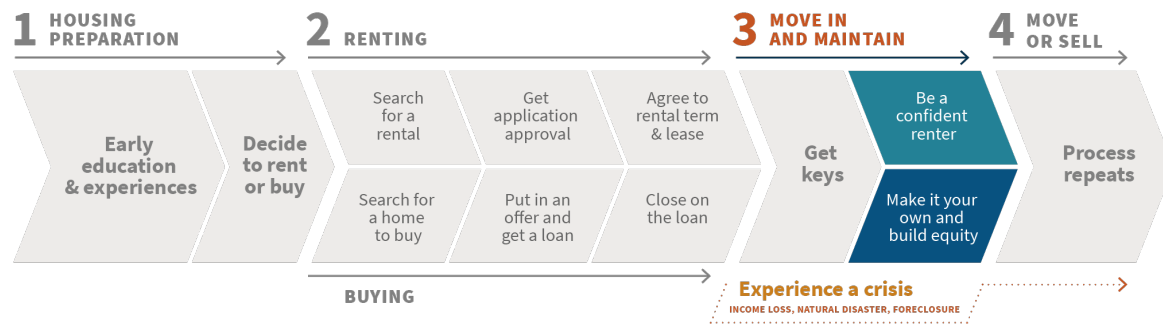 1 HOUSING
PREPARATION
2 RENTING
3 MOVE IN
AND MAINTAIN
4 MOVE
OR SELL
Early
education
& experiences
Decide
to rent
or buy
Search
for a
rental
Get
application
approval
Agree to
rental term
& lease
Search for
a home
to buy
Put in an
offer and
get a loan
Close on
the loan
Get
keys
Be a
confident
renter
Make it your
own and
build equity
Process
repeats
BUYING
Experience a crisis
INCOME LOSS, NATURAL DISASTER, FORECLOSURE